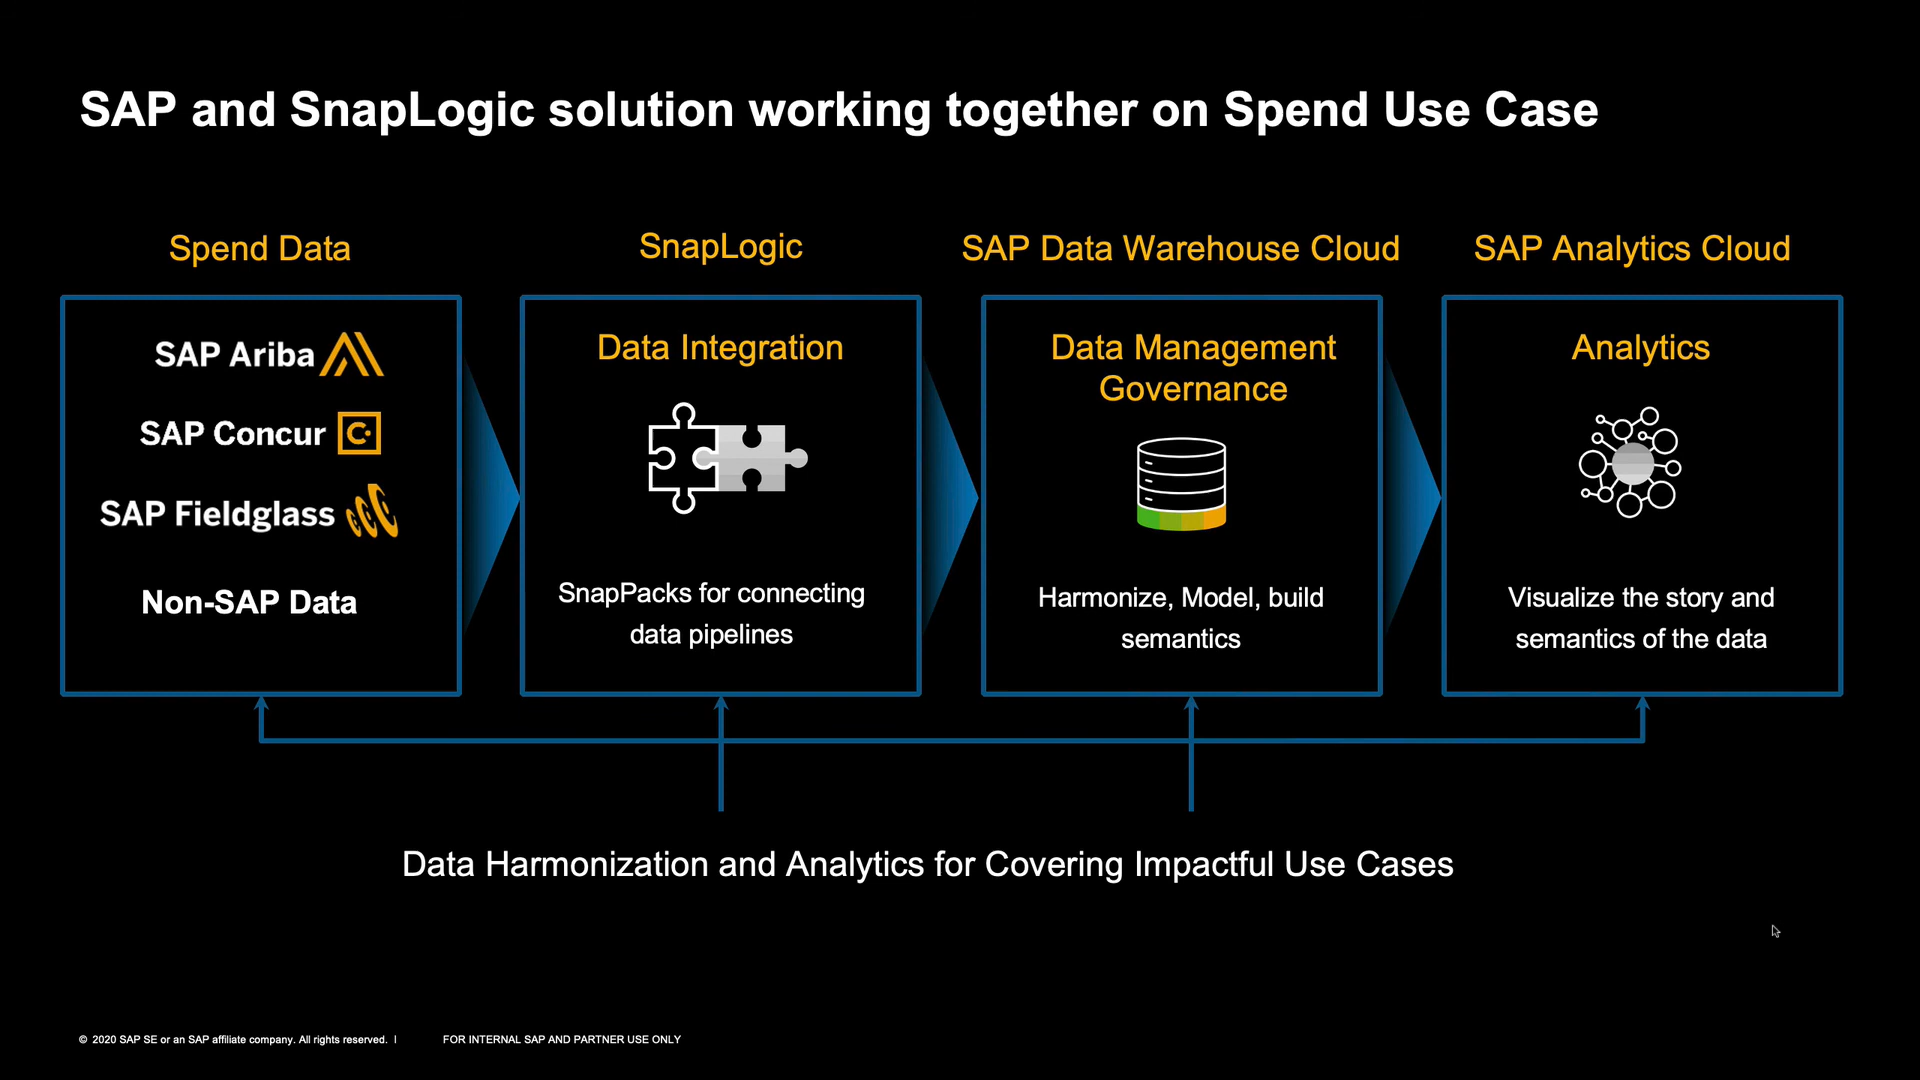 SAP and SnapLogic solution working together on Spend Use Case
Spend Data
SAP Ariba
SAP Concur
SAP Fieldglass
Non-SAP Data
SnapLogic
Data Integration
SnapPacks for connecting
data pipelines
SAP Data Warehouse Cloud
Data Management
Governance
Harmonize, Model, build
semantics
SAP Analytics Cloud
Analytics
Visualize the story and
semantics of the data
Data Harmonization and Analytics for Covering Impactful Use Cases
© 2020 SAP SE or an SAP affiliate company. All rights reserved. I
FOR INTERNAL SAP AND PARTNER USE ONLY